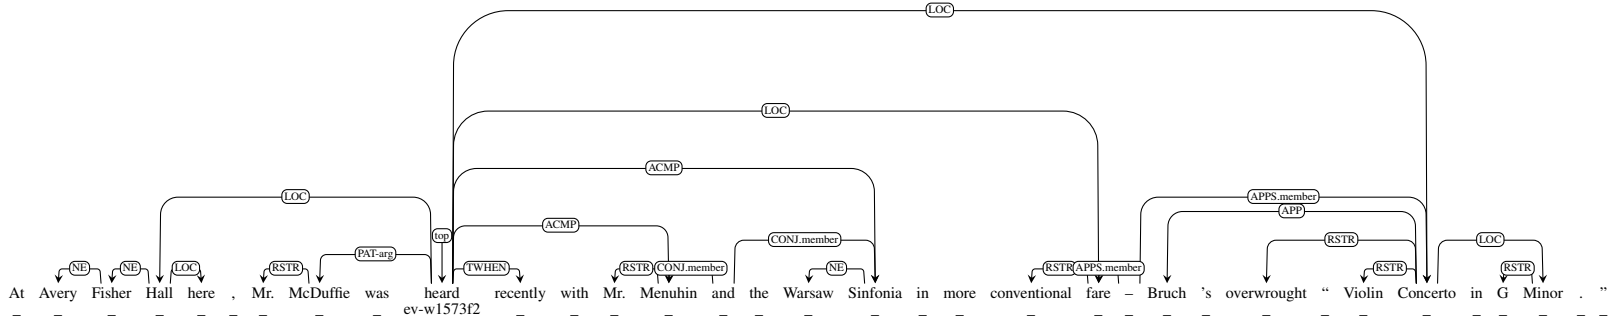 LOC
LOC
ACMP
LOC APPS.member
APP
ACMP
top CONJ.member RSTR
PAT-arg LOC
NE NE LOC RSTR TWHEN RSTR CONJ.member NE RSTR APPS.member RSTR RSTR
At Avery Fisher Hall here , Mr. McDuffie was heard recently with Mr. Menuhin and the Warsaw Sinfonia in more conventional fare – Bruch ’s overwrought “ Violin Concerto in G Minor . ”
_ _ _ _ _ _ _ _ _ ev-w1573f2 _ _ _ _ _ _ _ _ _ _ _ _ _ _ _ _ _ _ _ _ _ _ _ _